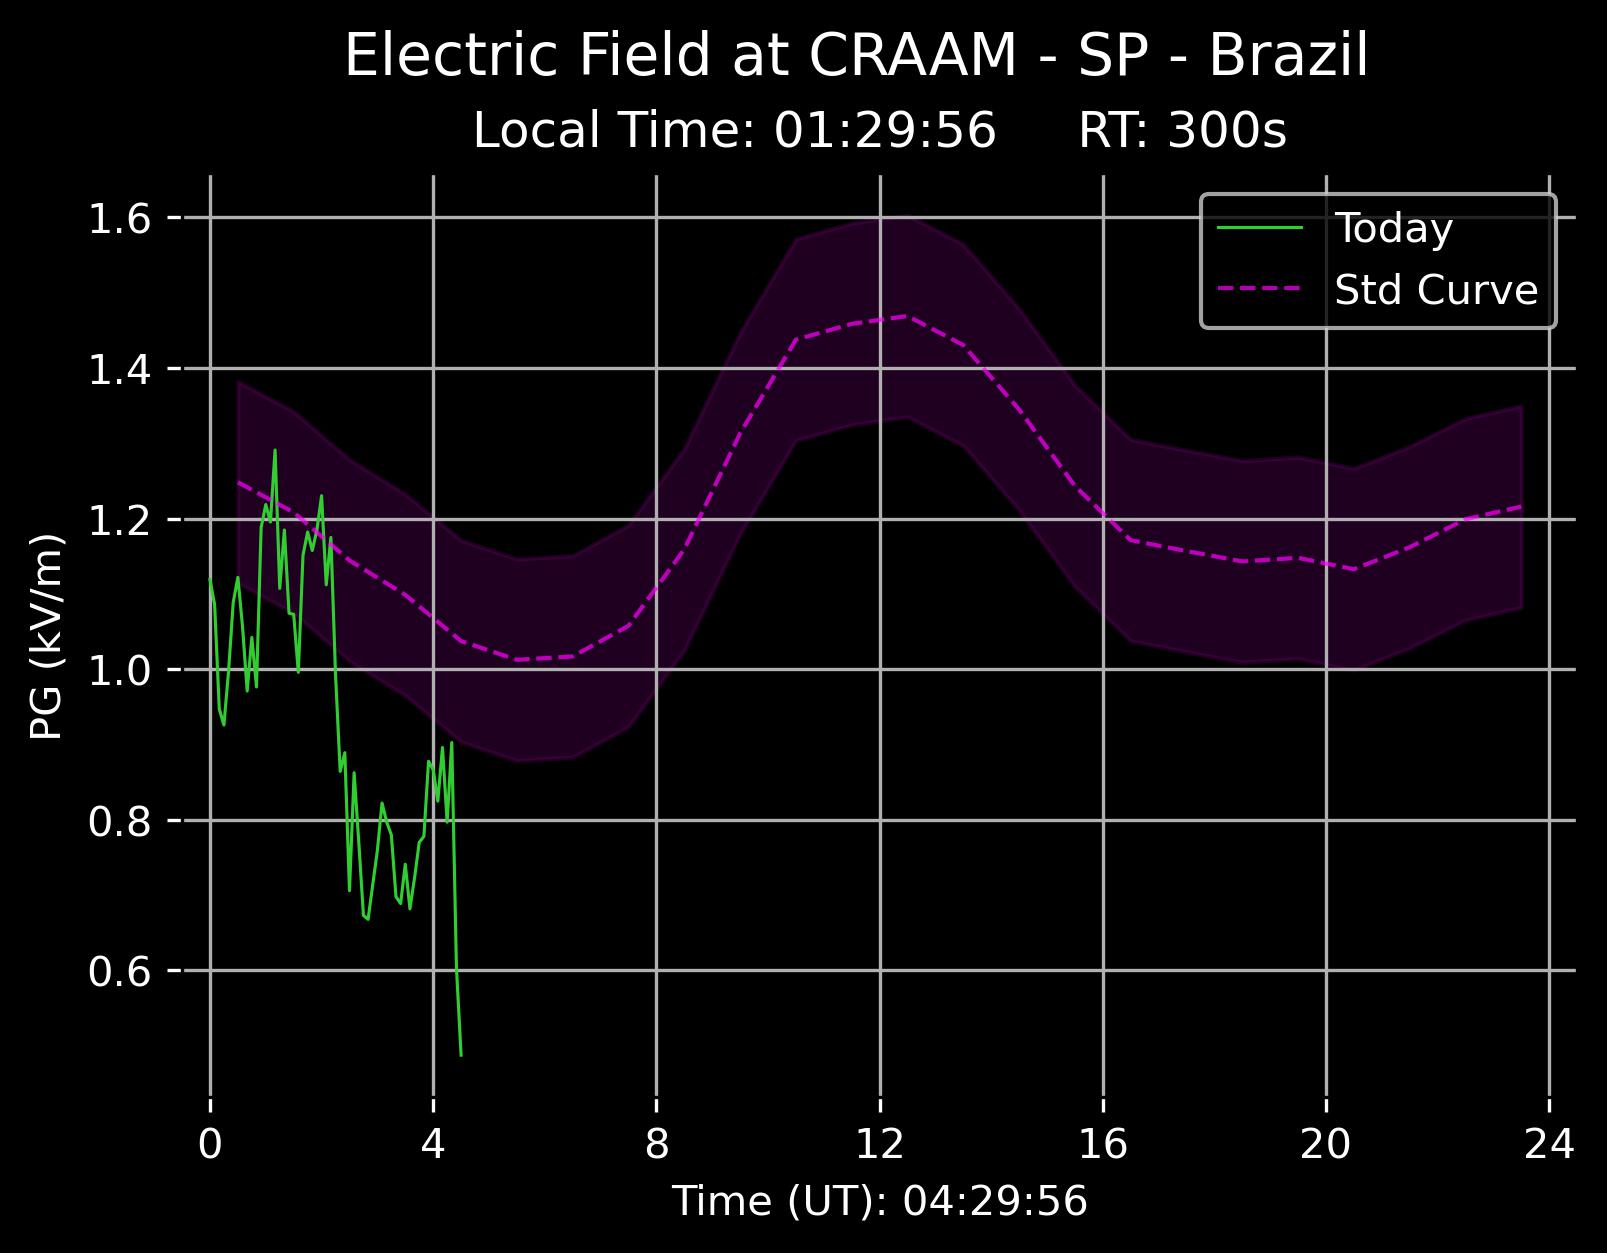 Electric Field at CRAAM - SP - Brazil
Local Time: 01:29:56 RT: 300s
Today
Std Curve
PG (kV/m)
1.6
1.4
1.2
1.0
0.8
0.6
0 4 8 12 16 20 24
Time (UT): 04:29:56